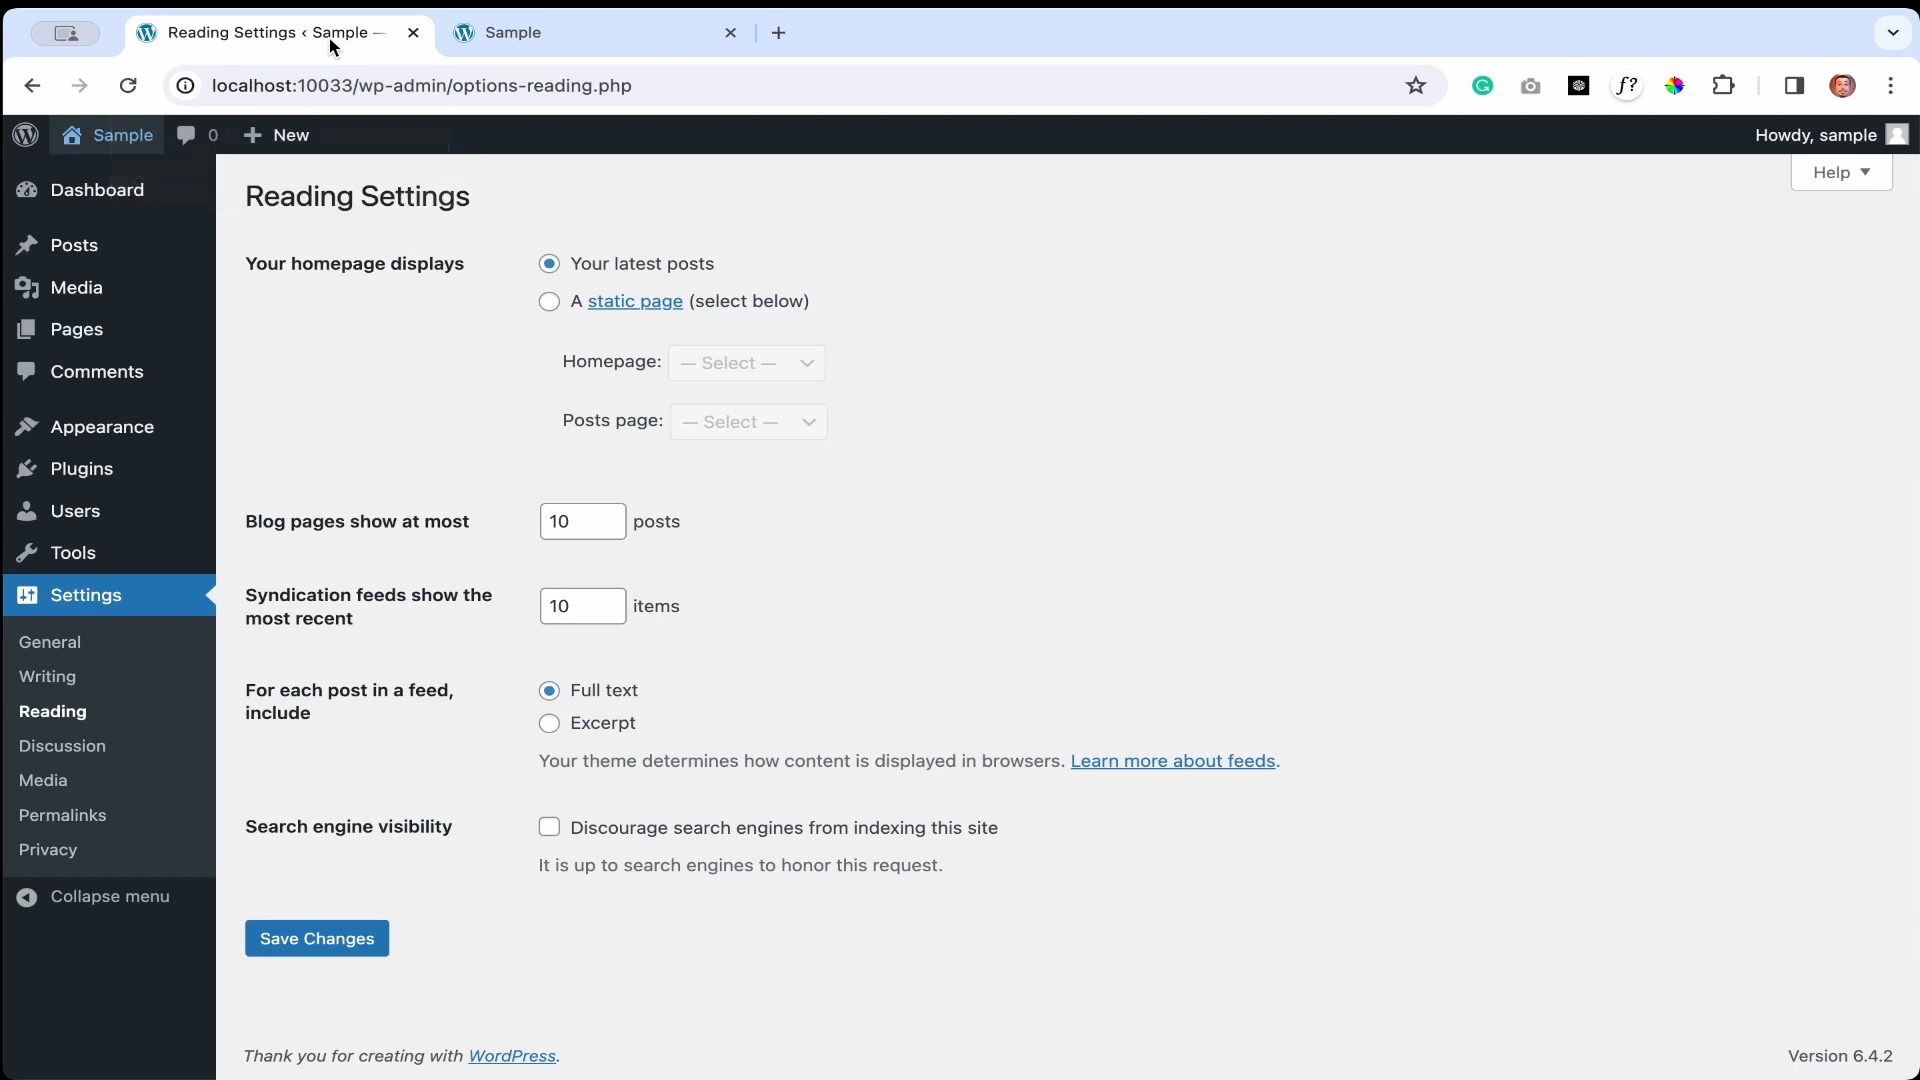 Reading Settings ‹ Sample —
Sample
localhost:10033/wp-admin/options-reading.php
f?
Sample
0
New
Howdy, sample
Help
Dashboard
Posts
Media
Pages
Comments
Appearance
Plugins
Users
Tools
Settings
General
Writing
Reading
Discussion
Media
Permalinks
Privacy
Collapse menu
Reading Settings
Your homepage displays
Your latest posts
A static page (select below)
Homepage: — Select —
Posts page: — Select —
Blog pages show at most
10 posts
Syndication feeds show the
most recent
10 items
For each post in a feed,
include
Full text
Excerpt
Your theme determines how content is displayed in browsers. Learn more about feeds.
Search engine visibility
Discourage search engines from indexing this site
It is up to search engines to honor this request.
Save Changes
Thank you for creating with WordPress.
Version 6.4.2